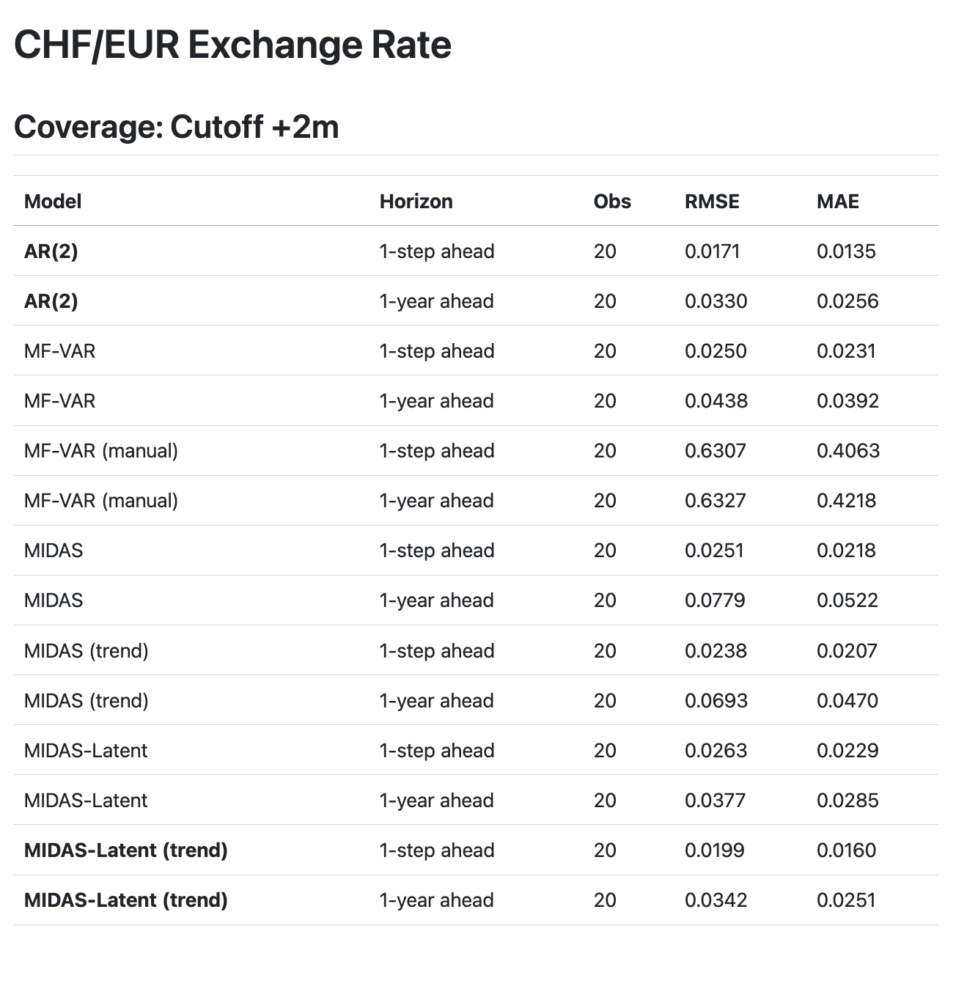 CHF/EUR Exchange Rate
Coverage: Cutoff +2m
Model Horizon Obs RMSE MAE
AR(2) 1-step ahead 20 0.0171 0.0135
AR(2) 1-year ahead 20 0.0330 0.0256
MF-VAR 1-step ahead 20 0.0250 0.0231
MF-VAR 1-year ahead 20 0.0438 0.0392
MF-VAR (manual) 1-step ahead 20 0.6307 0.4063
MF-VAR (manual) 1-year ahead 20 0.6327 0.4218
MIDAS 1-step ahead 20 0.0251 0.0218
MIDAS 1-year ahead 20 0.0779 0.0522
MIDAS (trend) 1-step ahead 20 0.0238 0.0207
MIDAS (trend) 1-year ahead 20 0.0693 0.0470
MIDAS-Latent 1-step ahead 20 0.0263 0.0229
MIDAS-Latent 1-year ahead 20 0.0377 0.0285
MIDAS-Latent (trend) 1-step ahead 20 0.0199 0.0160
MIDAS-Latent (trend) 1-year ahead 20 0.0342 0.0251